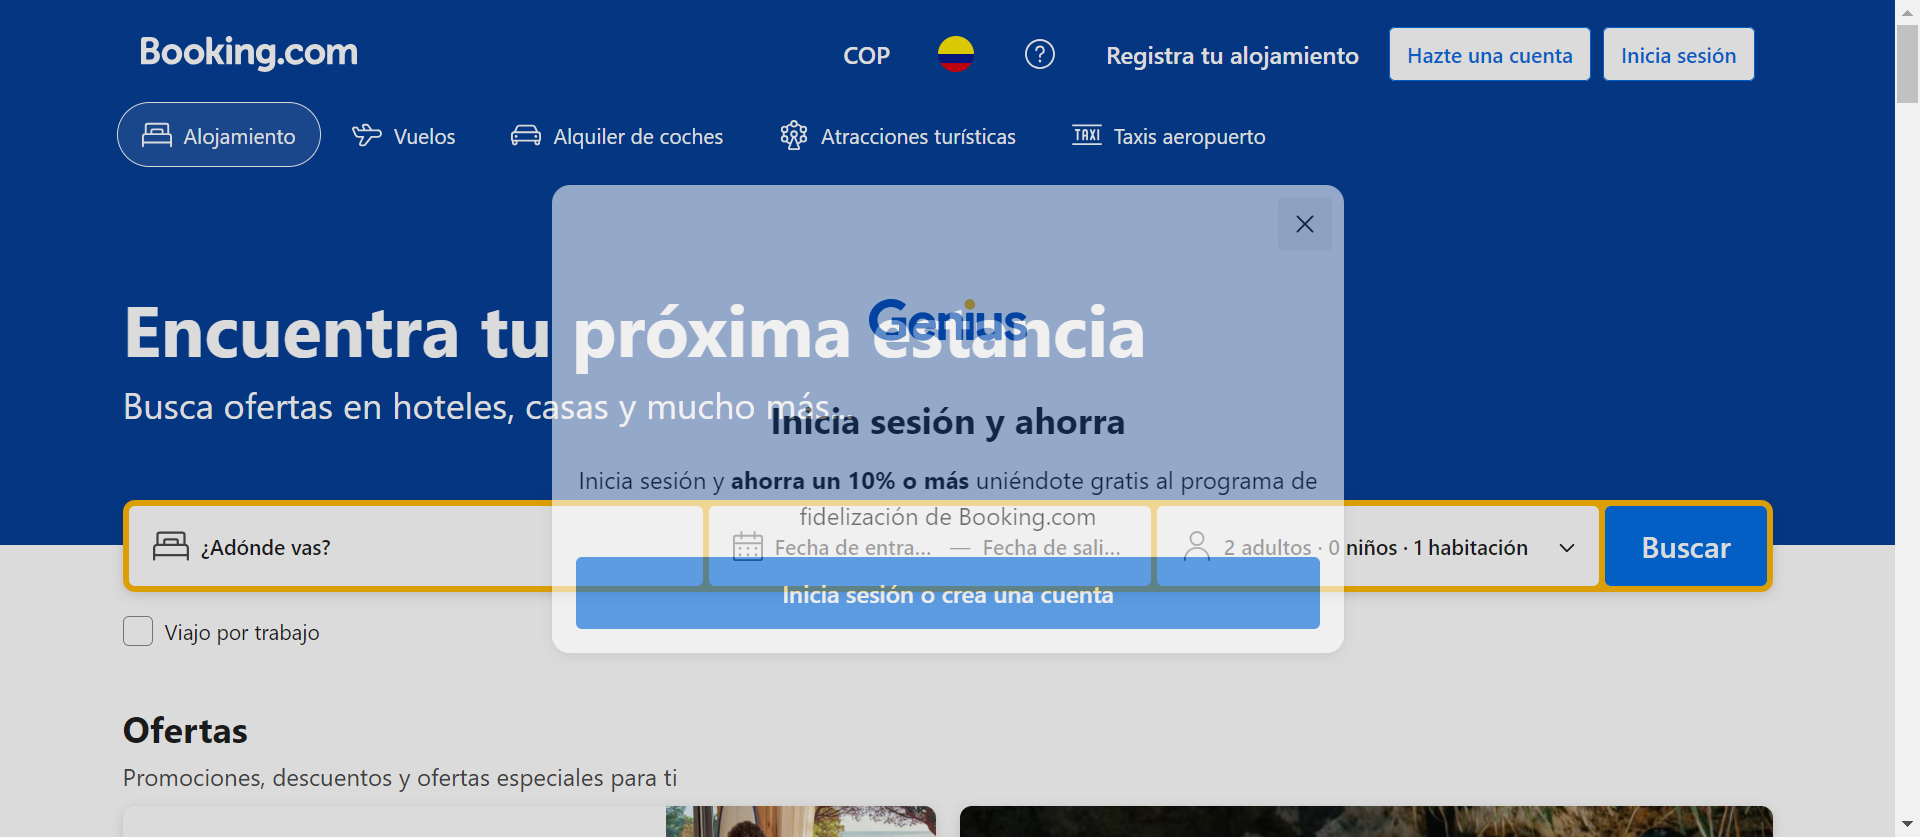 Booking.com
COP
Registra tu alojamiento
Hazte una cuenta
Inicia sesión
Alojamiento
Vuelos
Alquiler de coches
Atracciones turísticas
TAXI
Taxis aeropuerto
Genius
Encuentra tu próxima estancia
Busca ofertas en hoteles, casas y mucho más...
Inicia sesión y ahorra
Inicia sesión y ahorra un 10% o más uniéndote gratis al programa de
fidelización de Booking.com
¿Adónde vas?
Fecha de entra... — Fecha de sali...
2 adultos · 0 niños · 1 habitación
Buscar
Inicia sesión o crea una cuenta
Viajo por trabajo
Ofertas
Promociones, descuentos y ofertas especiales para ti